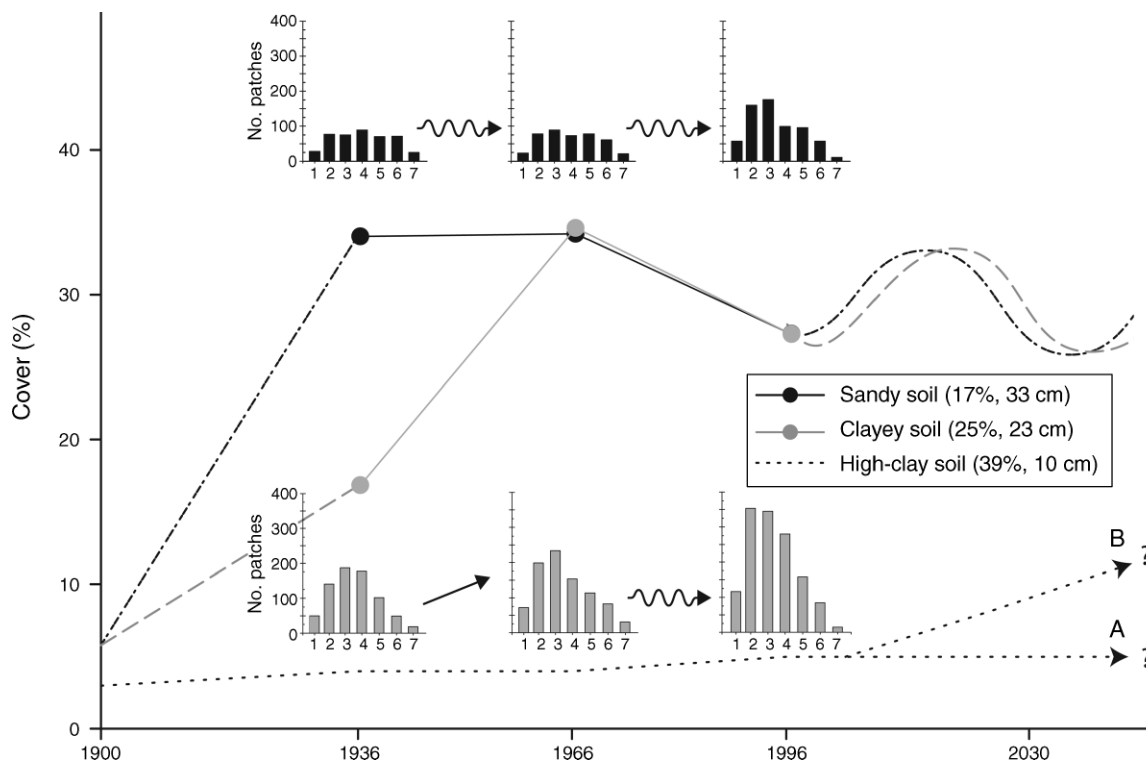 400
300
200
100
0
No. patches
1 2 3 4 5 6 7
1 2 3 4 5 6 7
1 2 3 4 5 6 7
40
30
20
10
0
Cover (%)
Sandy soil (17%, 33 cm)
Clayey soil (25%, 23 cm)
High-clay soil (39%, 10 cm)
400
300
200
100
0
No. patches
1 2 3 4 5 6 7
1 2 3 4 5 6 7
1 2 3 4 5 6 7
B
A
1900 1936 1966 1996 2030